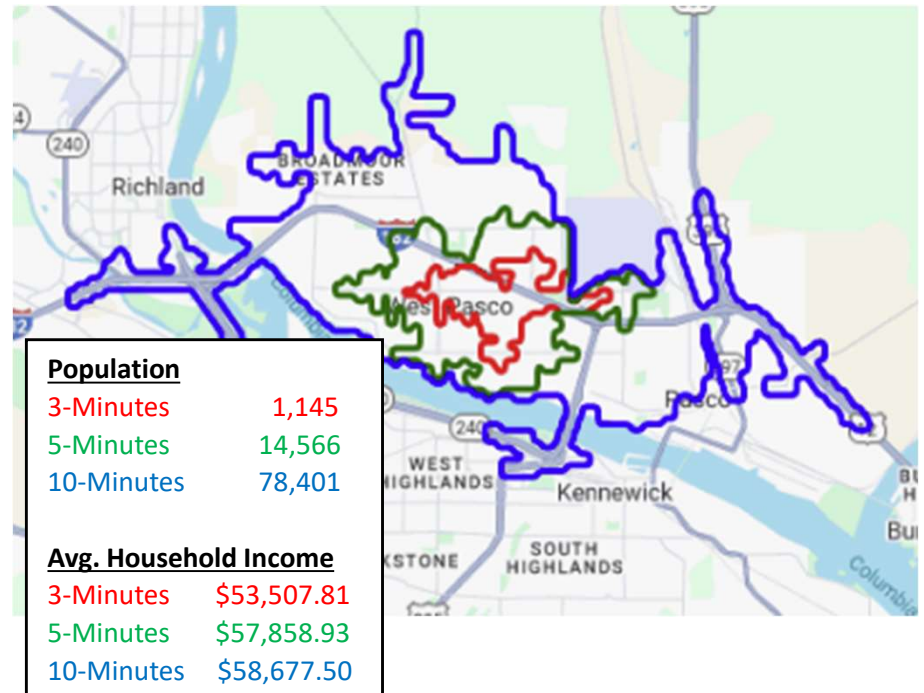 240
Richland
BROADMOOR
ESTATES
West Pasco
Population
3-Minutes 1,145
5-Minutes 14,566
10-Minutes 78,401
Avg. Household Income
3-Minutes $53,507.81
5-Minutes $57,858.93
10-Minutes $58,677.50
Pasco
240
WEST
HIGHLANDS
Kennewick
KSTONE
SOUTH
HIGHLANDS
Columbia